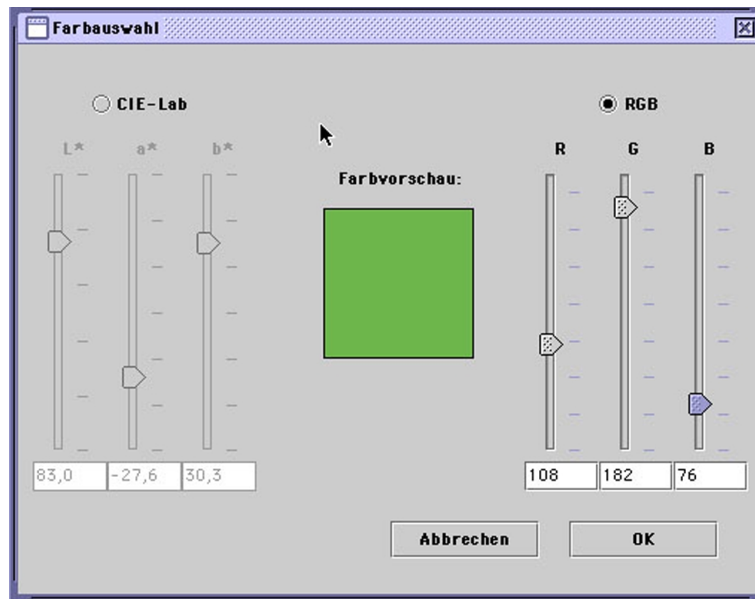 Farbauswahl
CIE-Lab
RGB
L* a* b*
R G B
Farbvorschau:
83,0 -27,6 30,3
108 182 76
Abbrechen OK